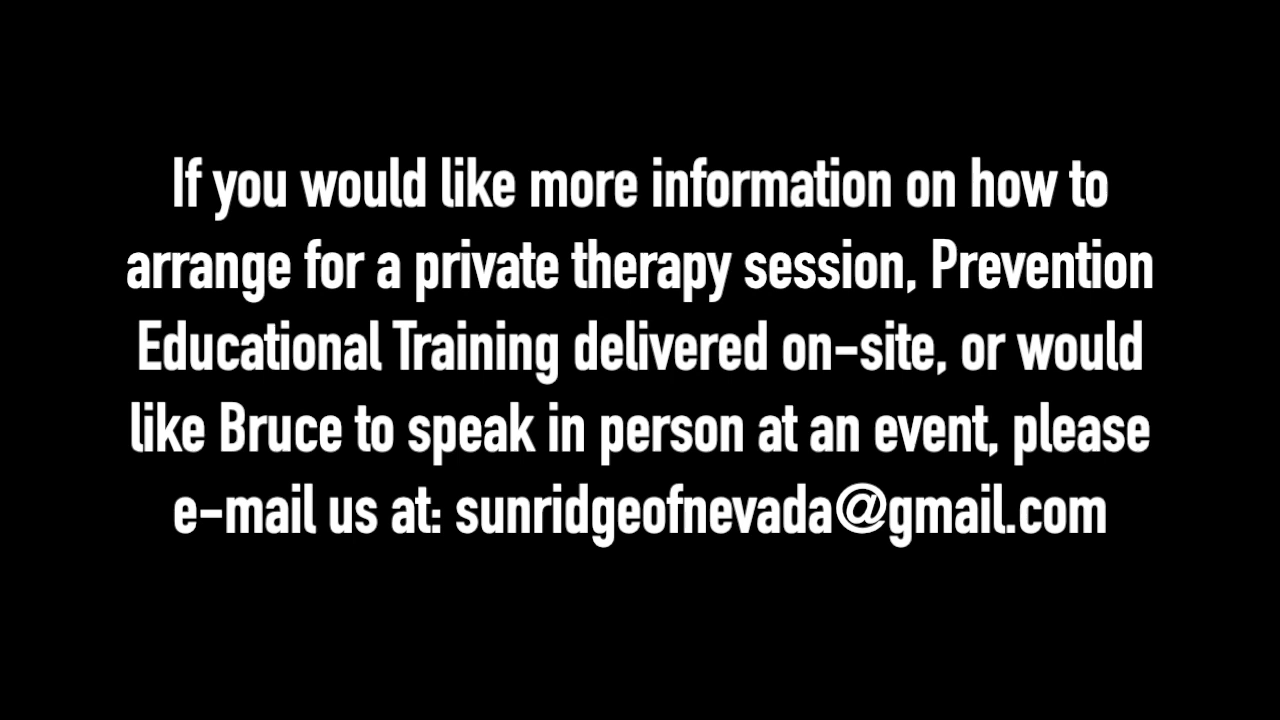 If you would like more information on how to
arrange for a private therapy session, Prevention
Educational Training delivered on-site, or would
like Bruce to speak in person at an event, please
e-mail us at: sunridgeofnevada@gmail.com